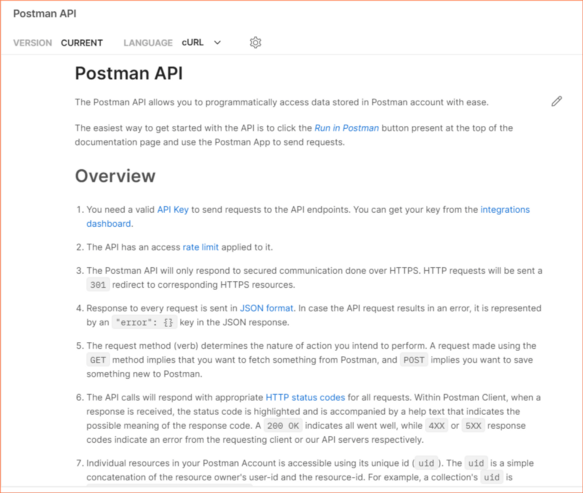 Postman API
VERSION CURRENT LANGUAGE cURL
Postman API
The Postman API allows you to programmatically access data stored in Postman account with ease.
The easiest way to get started with the API is to click the Run in Postman button present at the top of the
documentation page and use the Postman App to send requests.
Overview
1. You need a valid API Key to send requests to the API endpoints. You can get your key from the integrations
dashboard.
2. The API has an access rate limit applied to it.
3. The Postman API will only respond to secured communication done over HTTPS. HTTP requests will be sent a
301 redirect to corresponding HTTPS resources.
4. Response to every request is sent in JSON format. In case the API request results in an error, it is represented
by an "error": {} key in the JSON response.
5. The request method (verb) determines the nature of action you intend to perform. A request made using the
GET method implies that you want to fetch something from Postman, and POST implies you want to save
something new to Postman.
6. The API calls will respond with appropriate HTTP status codes for all requests. Within Postman Client, when a
response is received, the status code is highlighted and is accompanied by a help text that indicates the
possible meaning of the response code. A 200 OK indicates all went well, while 4XX or 5XX response
codes indicate an error from the requesting client or our API servers respectively.
7. Individual resources in your Postman Account is accessible using its unique id (uid). The uid is a simple
concatenation of the resource owner's user-id and the resource-id. For example, a collection's uid is